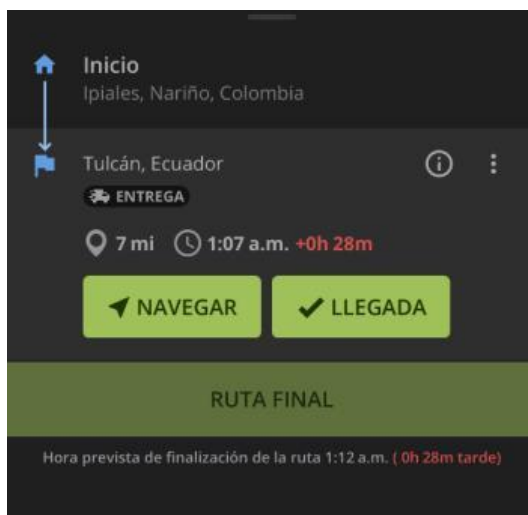 Inicio
Ipiales, Nariño, Colombia
Tulcán, Ecuador
ENTREGA
7 mi 1:07 a.m. +0h 28m
NAVEGAR LLEGADA
RUTA FINAL
Hora prevista de finalización de la ruta 1:12 a.m. ( 0h 28m tarde)